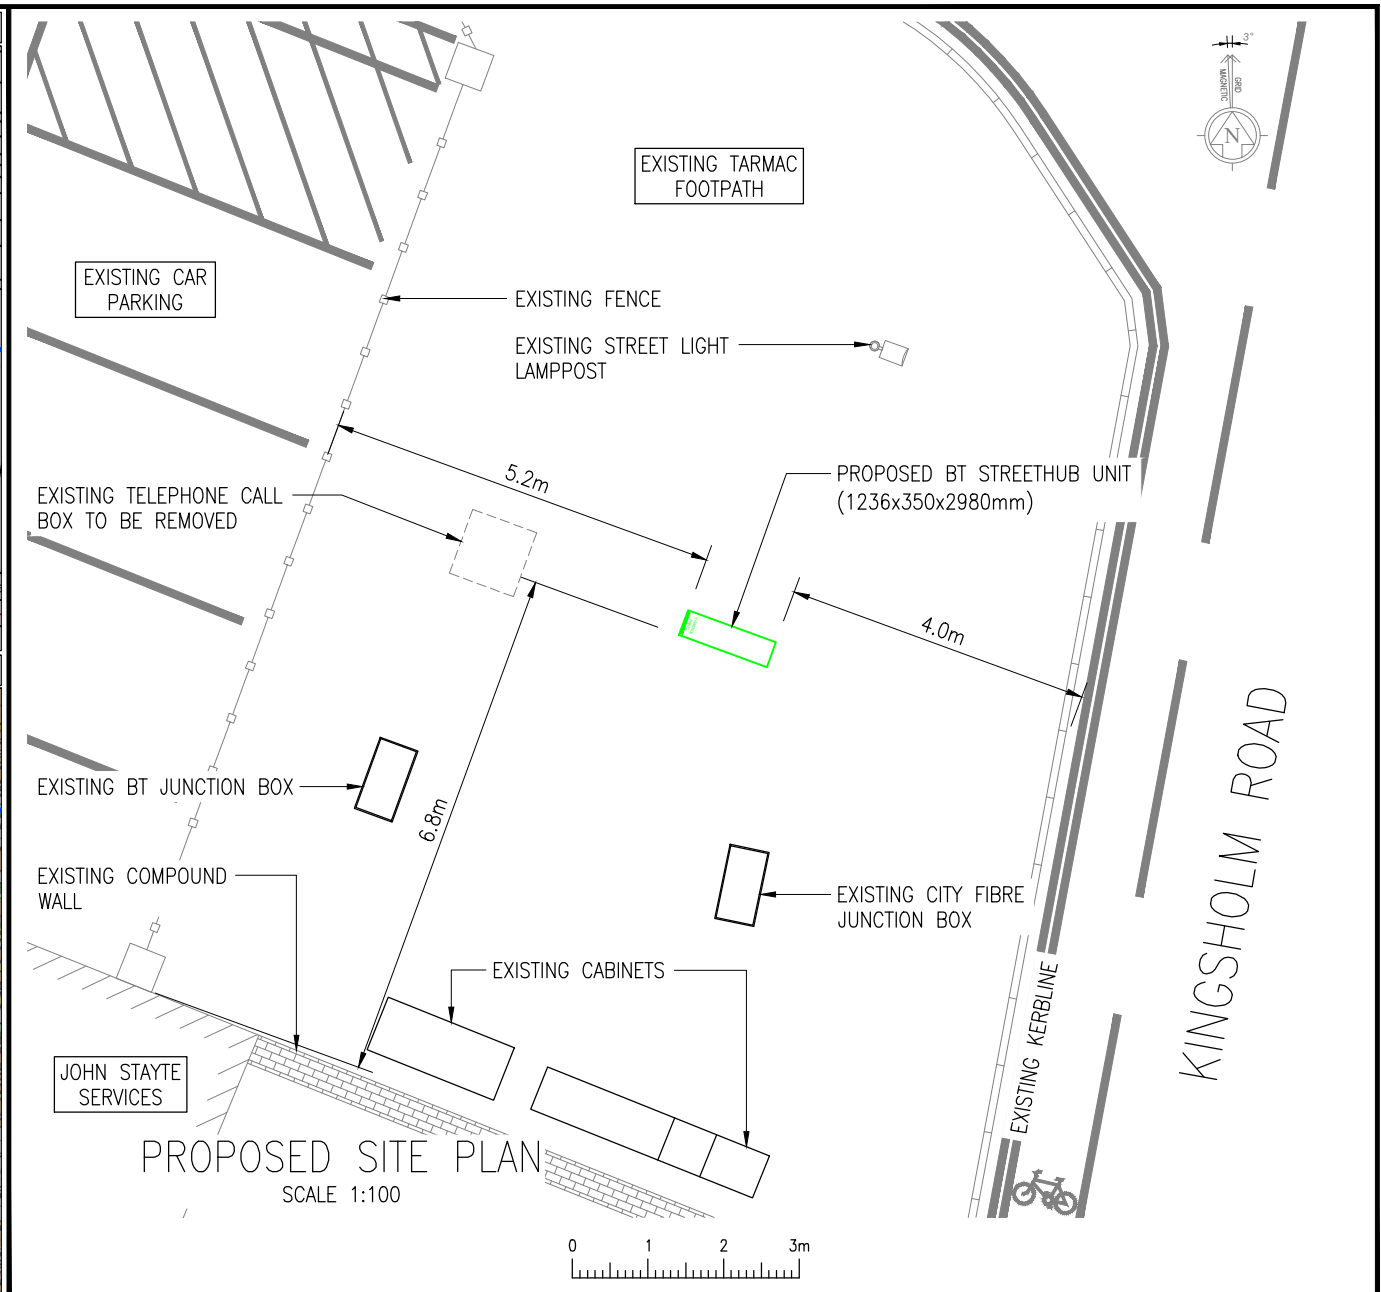 3°
MAGNETIC
GRID
N
EXISTING TARMAC
FOOTPATH
EXISTING CAR
PARKING
EXISTING FENCE
EXISTING STREET LIGHT
LAMPPOST
5.2m
PROPOSED BT STREETHUB UNIT
(1236x350x2980mm)
EXISTING TELEPHONE CALL
BOX TO BE REMOVED
4.0m
EXISTING BT JUNCTION BOX
6.8m
EXISTING COMPOUND
WALL
EXISTING CITY FIBRE
JUNCTION BOX
EXISTING CABINETS
EXISTING KERBLINE
KINGSHOLM ROAD
JOHN STAYTE
SERVICES
PROPOSED SITE PLAN
SCALE 1:100
0 1 2 3m